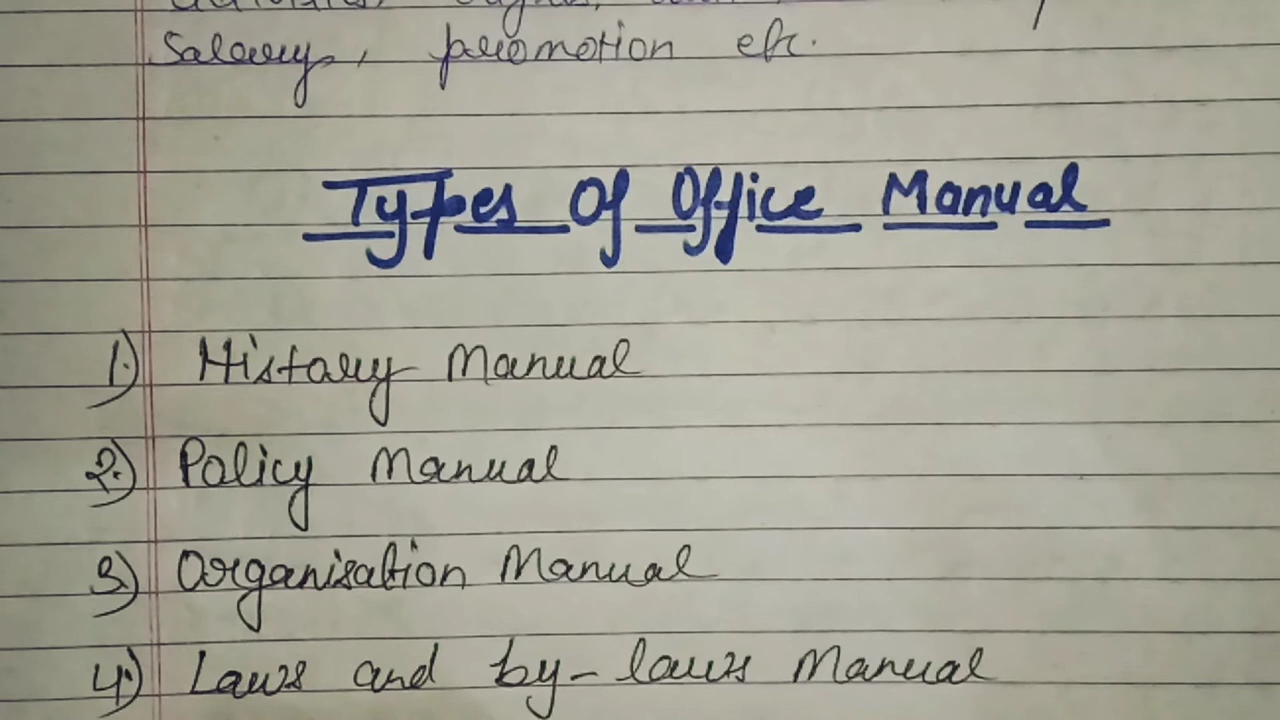 Salary, promotion etc.
Types Of Office Manual
1.) History Manual
2.) Policy Manual
3.) Organisation Manual
4.) Laws and by-laws Manual